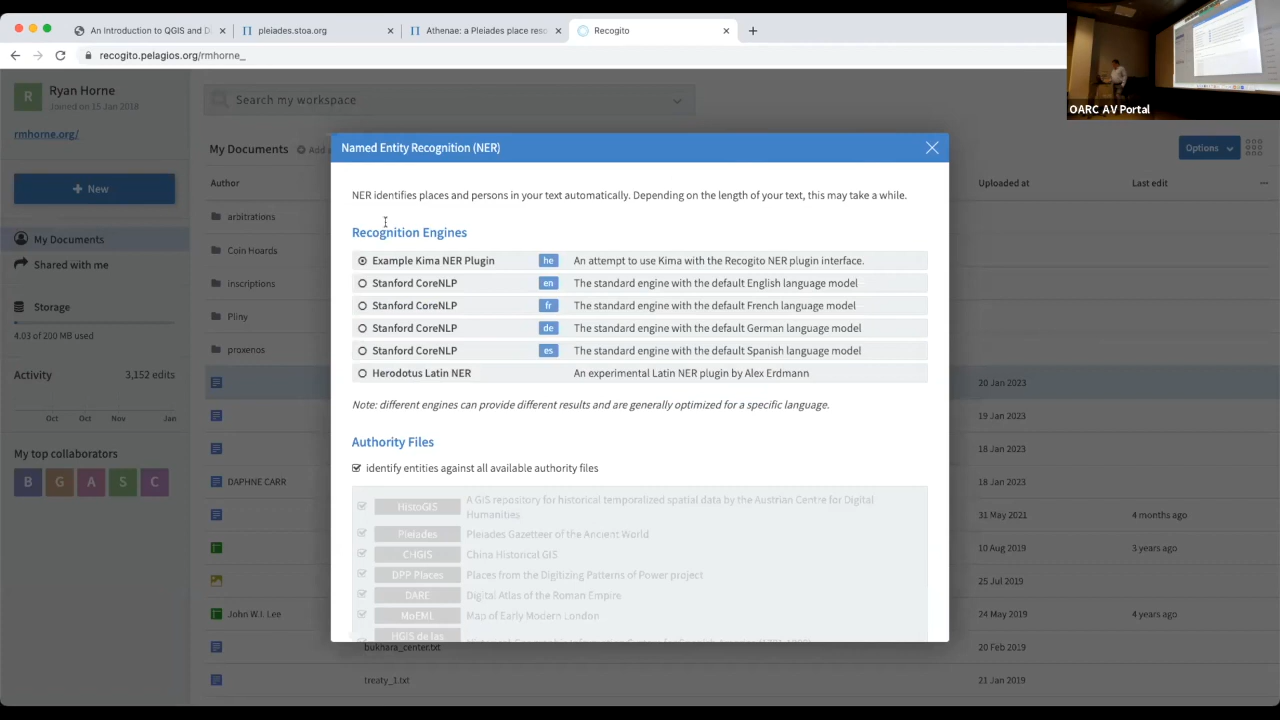 An Introduction to QGIS and D
pleiades.stoa.org
Athenae: a Pleiades place res
Recogito
recogito.pelagios.org/rmhorne_
OARC AV Portal
R
Ryan Horne
Joined on 15 Jan 2018
rmhorne.org/
Search my workspace
My Documents
Options
New
Author
Uploaded at
Last edit
arbitrations
My Documents
Coin Hoards
Shared with me
inscriptions
Storage
Pliny
4.03 of 200 MB used
proxenos
Activity
3,152 edits
Oct Oct Nov Jan
My top collaborators
B G A S C
DAPHNE CARR
John W.I. Lee
Named Entity Recognition (NER)
NER identifies places and persons in your text automatically. Depending on the length of your text, this may take a while.
Recognition Engines
Example Kima NER Plugin he An attempt to use Kima with the Recogito NER plugin interface.
Stanford CoreNLP en The standard engine with the default English language model
Stanford CoreNLP fr The standard engine with the default French language model
Stanford CoreNLP de The standard engine with the default German language model
Stanford CoreNLP es The standard engine with the default Spanish language model
Herodotus Latin NER An experimental Latin NER plugin by Alex Erdmann
Note: different engines can provide different results and are generally optimized for a specific language.
Authority Files
identify entities against all available authority files
HistoGIS A GIS repository for historical temporalized spatial data by the Austrian Centre for Digital
Humanities
Pleiades Pleiades Gazetteer of the Ancient World
CHGIS China Historical GIS
DPP Places Places from the Digitizing Patterns of Power project
DARE Digital Atlas of the Roman Empire
MoEML Map of Early Modern London
HGIS de las
20 Jan 2023
19 Jan 2023
18 Jan 2023
18 Jan 2023
31 May 2021 4 months ago
10 Aug 2019 3 years ago
25 Jul 2019
24 May 2019 4 years ago
bukhara_center.txt 20 Feb 2019
treaty_1.txt 21 Jan 2019